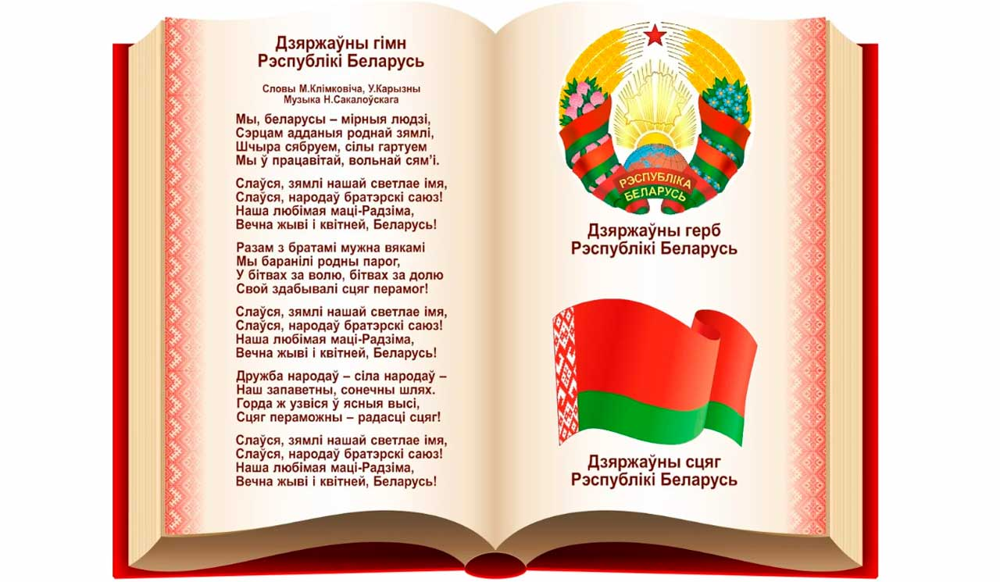 Дзяржаўны гімн
Рэспублікі Беларусь
Словы М.Клімковіча, У.Карызны
Музыка Н.Сакалоўскага
Мы, беларусы – мірныя людзі,
Сэрцам адданыя роднай зямлі,
Шчыра сябруем, сілы гартуем
Мы ў працавітай, вольнай сям’і.
Слаўся, зямлі нашай светлае імя,
Слаўся, народаў братэрскі саюз!
Наша любімая маці-Радзіма,
Вечна жыві і квітней, Беларусь!
Разам з братамі мужна вякамі
Мы баранілі родны парог,
У бітвах за волю, бітвах за долю
Свой здабывалі сцяг перамог!
Слаўся, зямлі нашай светлае імя,
Слаўся, народаў братэрскі саюз!
Наша любімая маці-Радзіма,
Вечна жыві і квітней, Беларусь!
Дружба народаў – сіла народаў –
Наш запаветны, сонечны шлях.
Горда ж узвіся ў ясныя высі,
Сцяг пераможны – радасці сцяг!
Слаўся, зямлі нашай светлае імя,
Слаўся, народаў братэрскі саюз!
Наша любімая маці-Радзіма,
Вечна жыві і квітней, Беларусь!
РЭСПУБЛІКА
БЕЛАРУСЬ
Дзяржаўны герб
Рэспублікі Беларусь
Дзяржаўны сцяг
Рэспублікі Беларусь